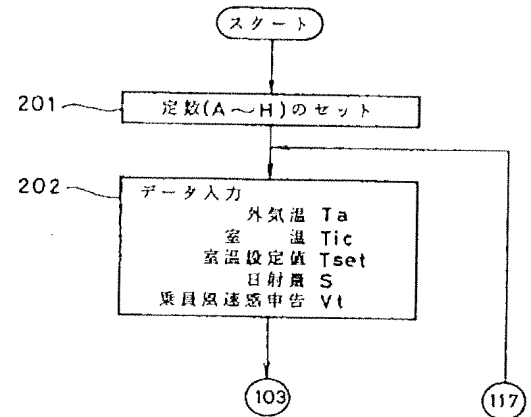 スタート
201
定数(A～H)のセット
202
データ入力
外気温 Ta
室温 Tic
室温設定値 Tset
日射量 S
乗員風速感申告 Vt
103
117